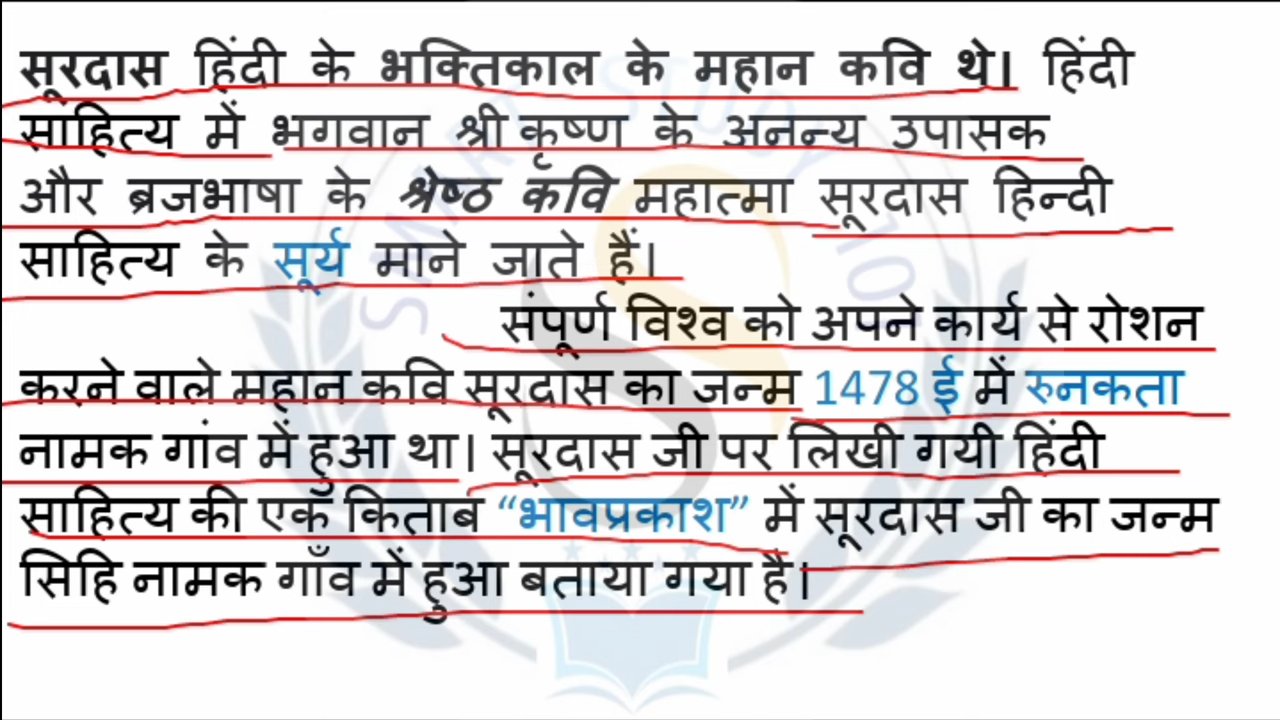 सूरदास हिंदी के भक्तिकाल के महान कवि थे। हिंदी
साहित्य में भगवान श्री कृष्ण के अनन्य उपासक
और ब्रजभाषा के श्रेष्ठ कवि महात्मा सूरदास हिन्दी
साहित्य के सूर्य माने जाते हैं।
संपूर्ण विश्व को अपने कार्य से रोशन
करने वाले महान कवि सूरदास का जन्म 1478 ई में रुनकता
नामक गांव में हुआ था। सूरदास जी पर लिखी गयी हिंदी
साहित्य की एक किताब “भावप्रकाश” में सूरदास जी का जन्म
सिहि नामक गाँव में हुआ बताया गया है।